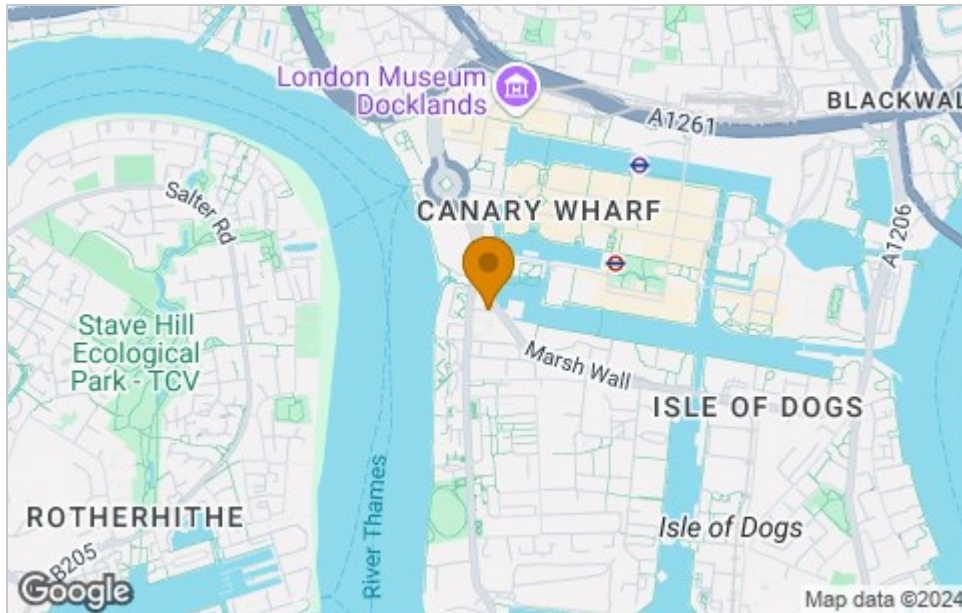 London Museum
Docklands
BLACKWAL
A1261
Salter Rd
CANARY WHARF
A1206
Stave Hill
Ecological
Park - TCV
Marsh Wall
ISLE OF DOGS
River Thames
ROTHERHITHE
Isle of Dogs
B205
Google
Map data ©2024